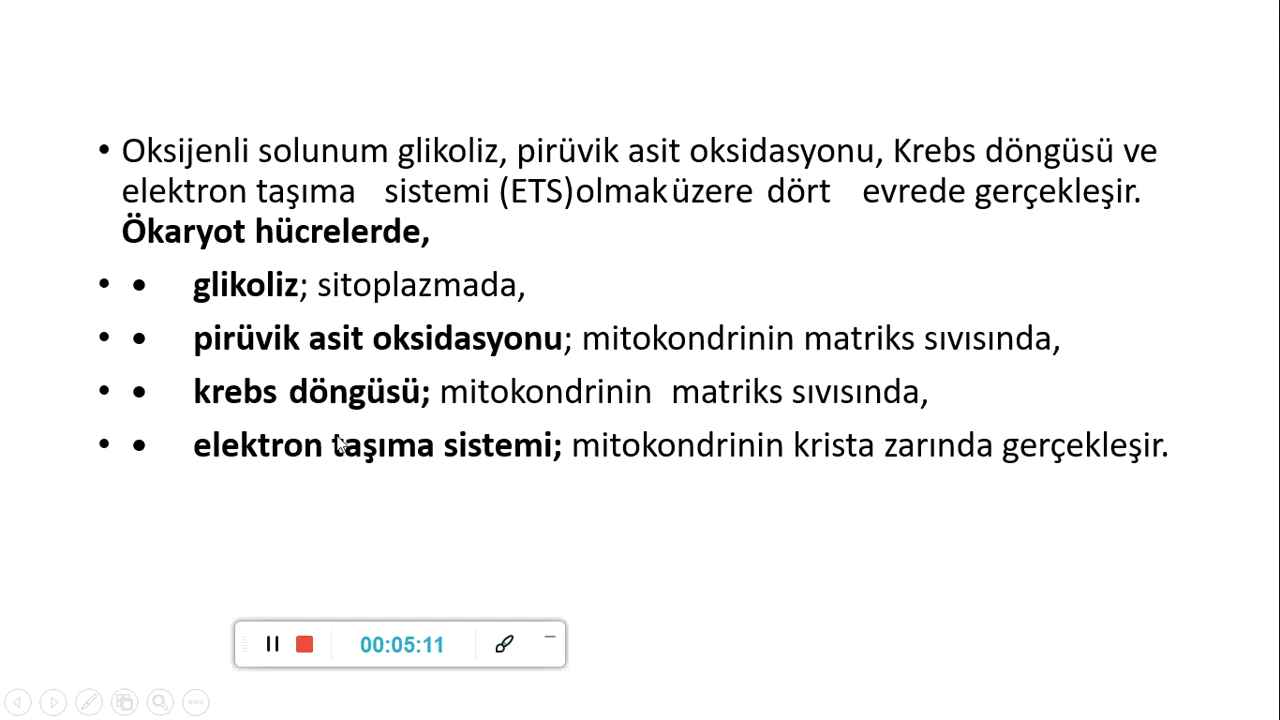 • Oksijenli solunum glikoliz, pirüvik asit oksidasyonu, Krebs döngüsü ve
elektron taşıma sistemi (ETS)olmak üzere dört evrede gerçekleşir.
Ökaryot hücrelerde,
• • glikoliz; sitoplazmada,
• • pirüvik asit oksidasyonu; mitokondrinin matriks sıvısında,
• • krebs döngüsü; mitokondrinin matriks sıvısında,
• • elektron taşıma sistemi; mitokondrinin krista zarında gerçekleşir.
00:05:11